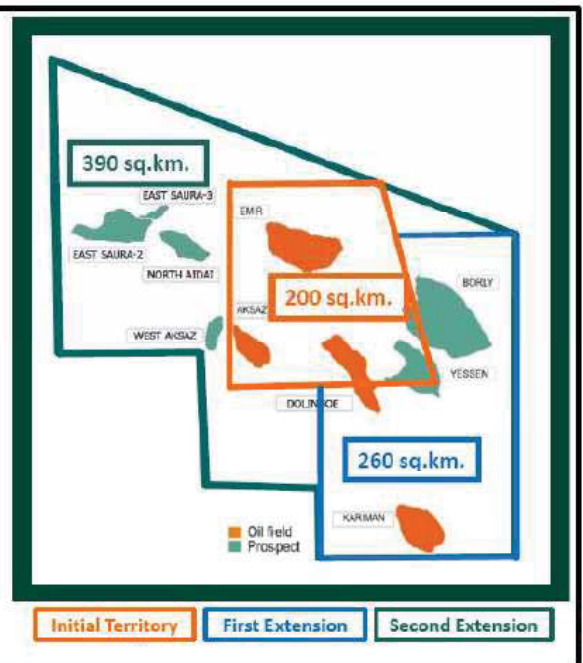 390 sq.km.
EAST SAURA-3
EMIR
EAST SAURA-2
NORTH AIDAI
BORLY
200 sq.km.
AKSAZ
WEST AKSAZ
YESSEN
260 sq.km.
KARIMAN
Oil field
Prospect
Initial Territory
First Extension
Second Extension